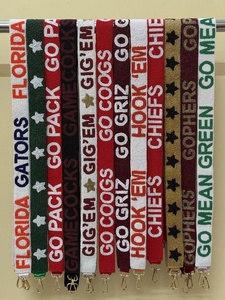 FLORIDA GATORS FLORIDA
GO PACK GO PACK
GAMECOCKS GAMECOCKS
GIG'EM GIG'EM
GO COOGS GO COOGS
GO GRIZ GO GRIZ
HOOK 'EM HOOK 'EM
CHIEFS CHIEFS
GOPHERS GOPHERS
GO MEAN GREEN GO MEAN